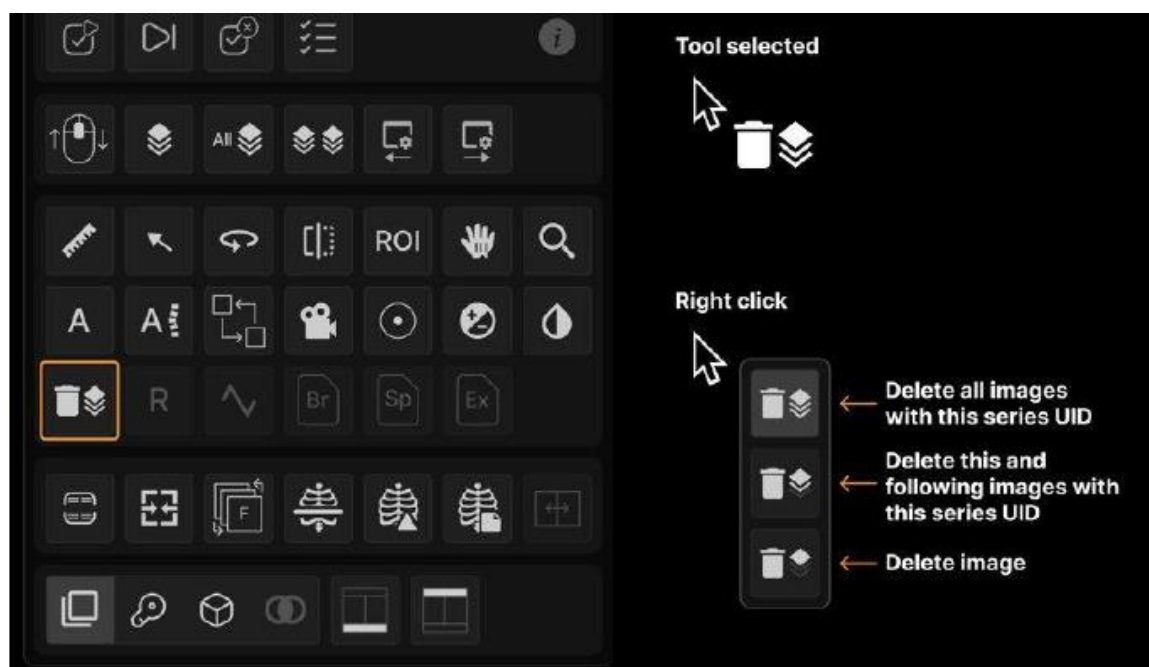 i
Tool selected
All
ROI
Right click
A
A
R
Br
Sp
Ex
Delete all images
with this series UID
Delete this and
following images with
this series UID
F
Delete image